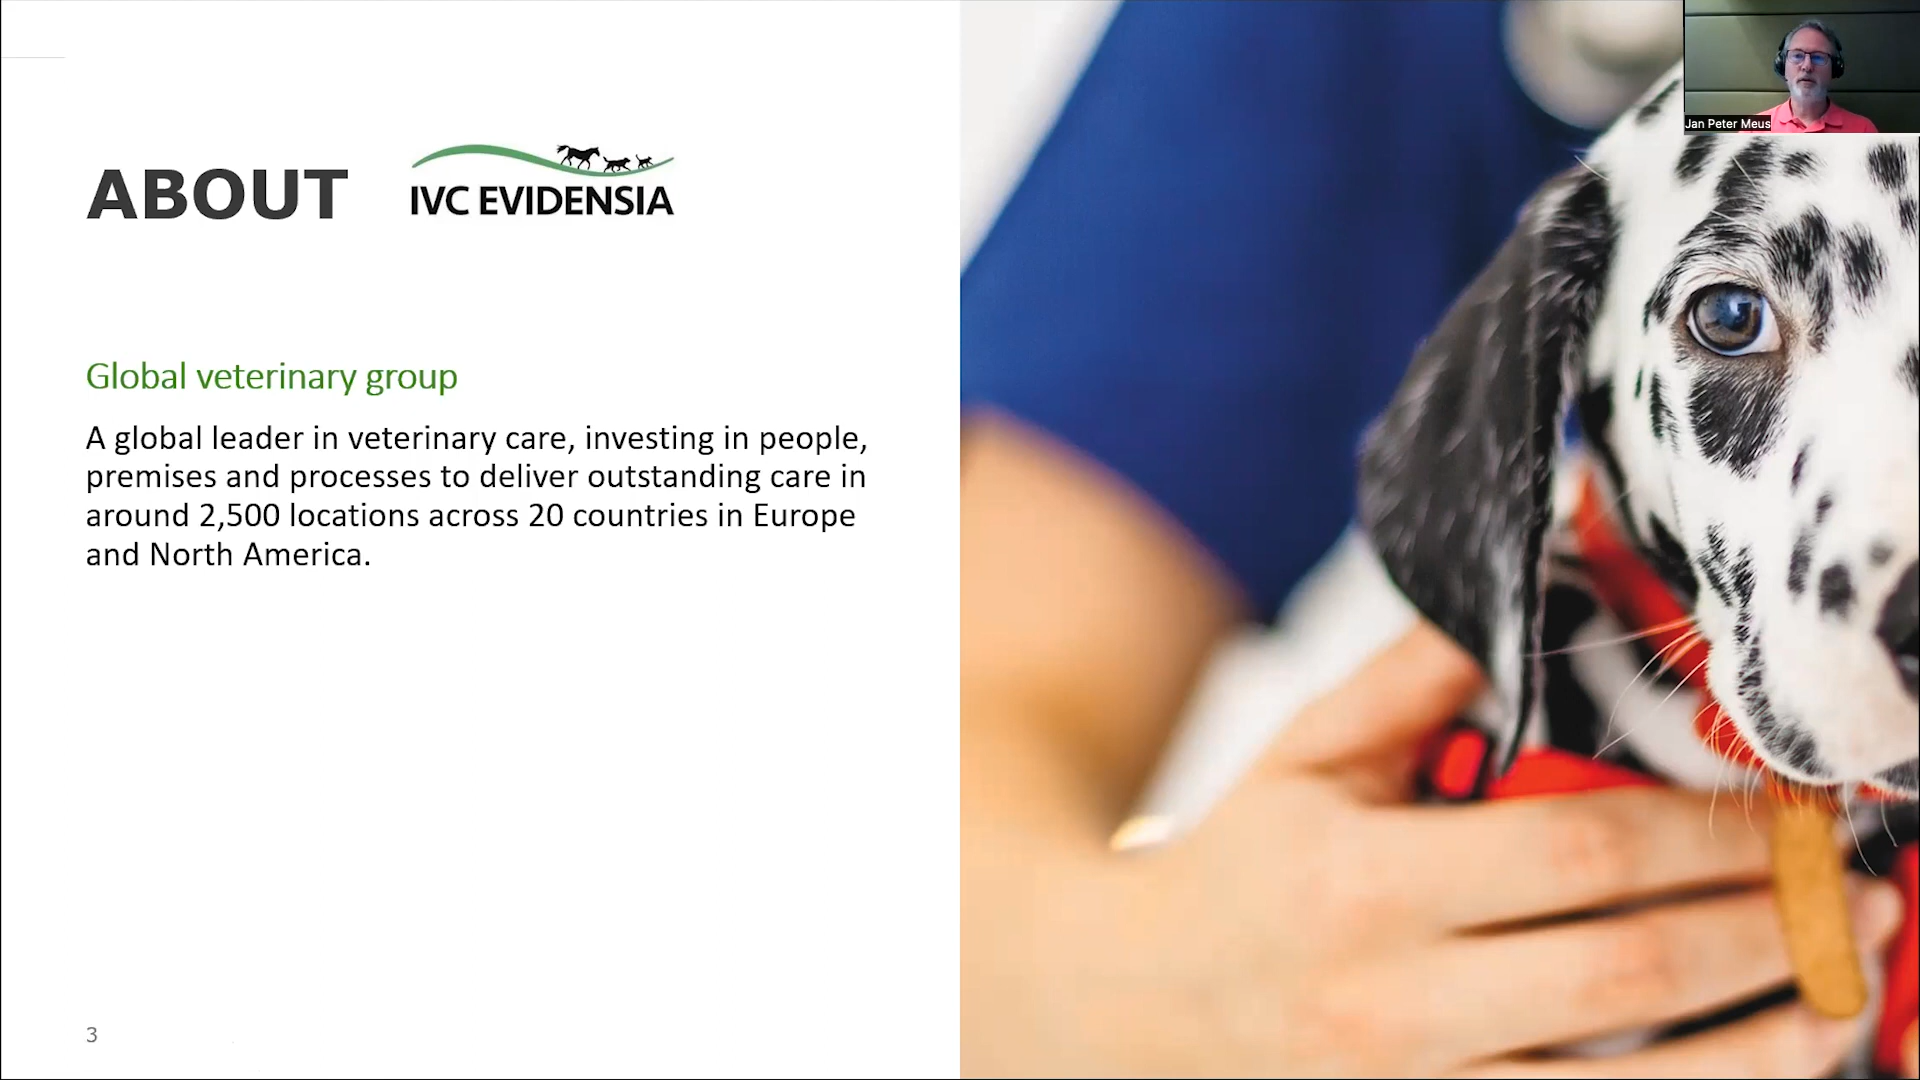 ABOUT
IVC EVIDENSIA
Global veterinary group
A global leader in veterinary care, investing in people,
premises and processes to deliver outstanding care in
around 2,500 locations across 20 countries in Europe
and North America.
3
Jan Peter Meus